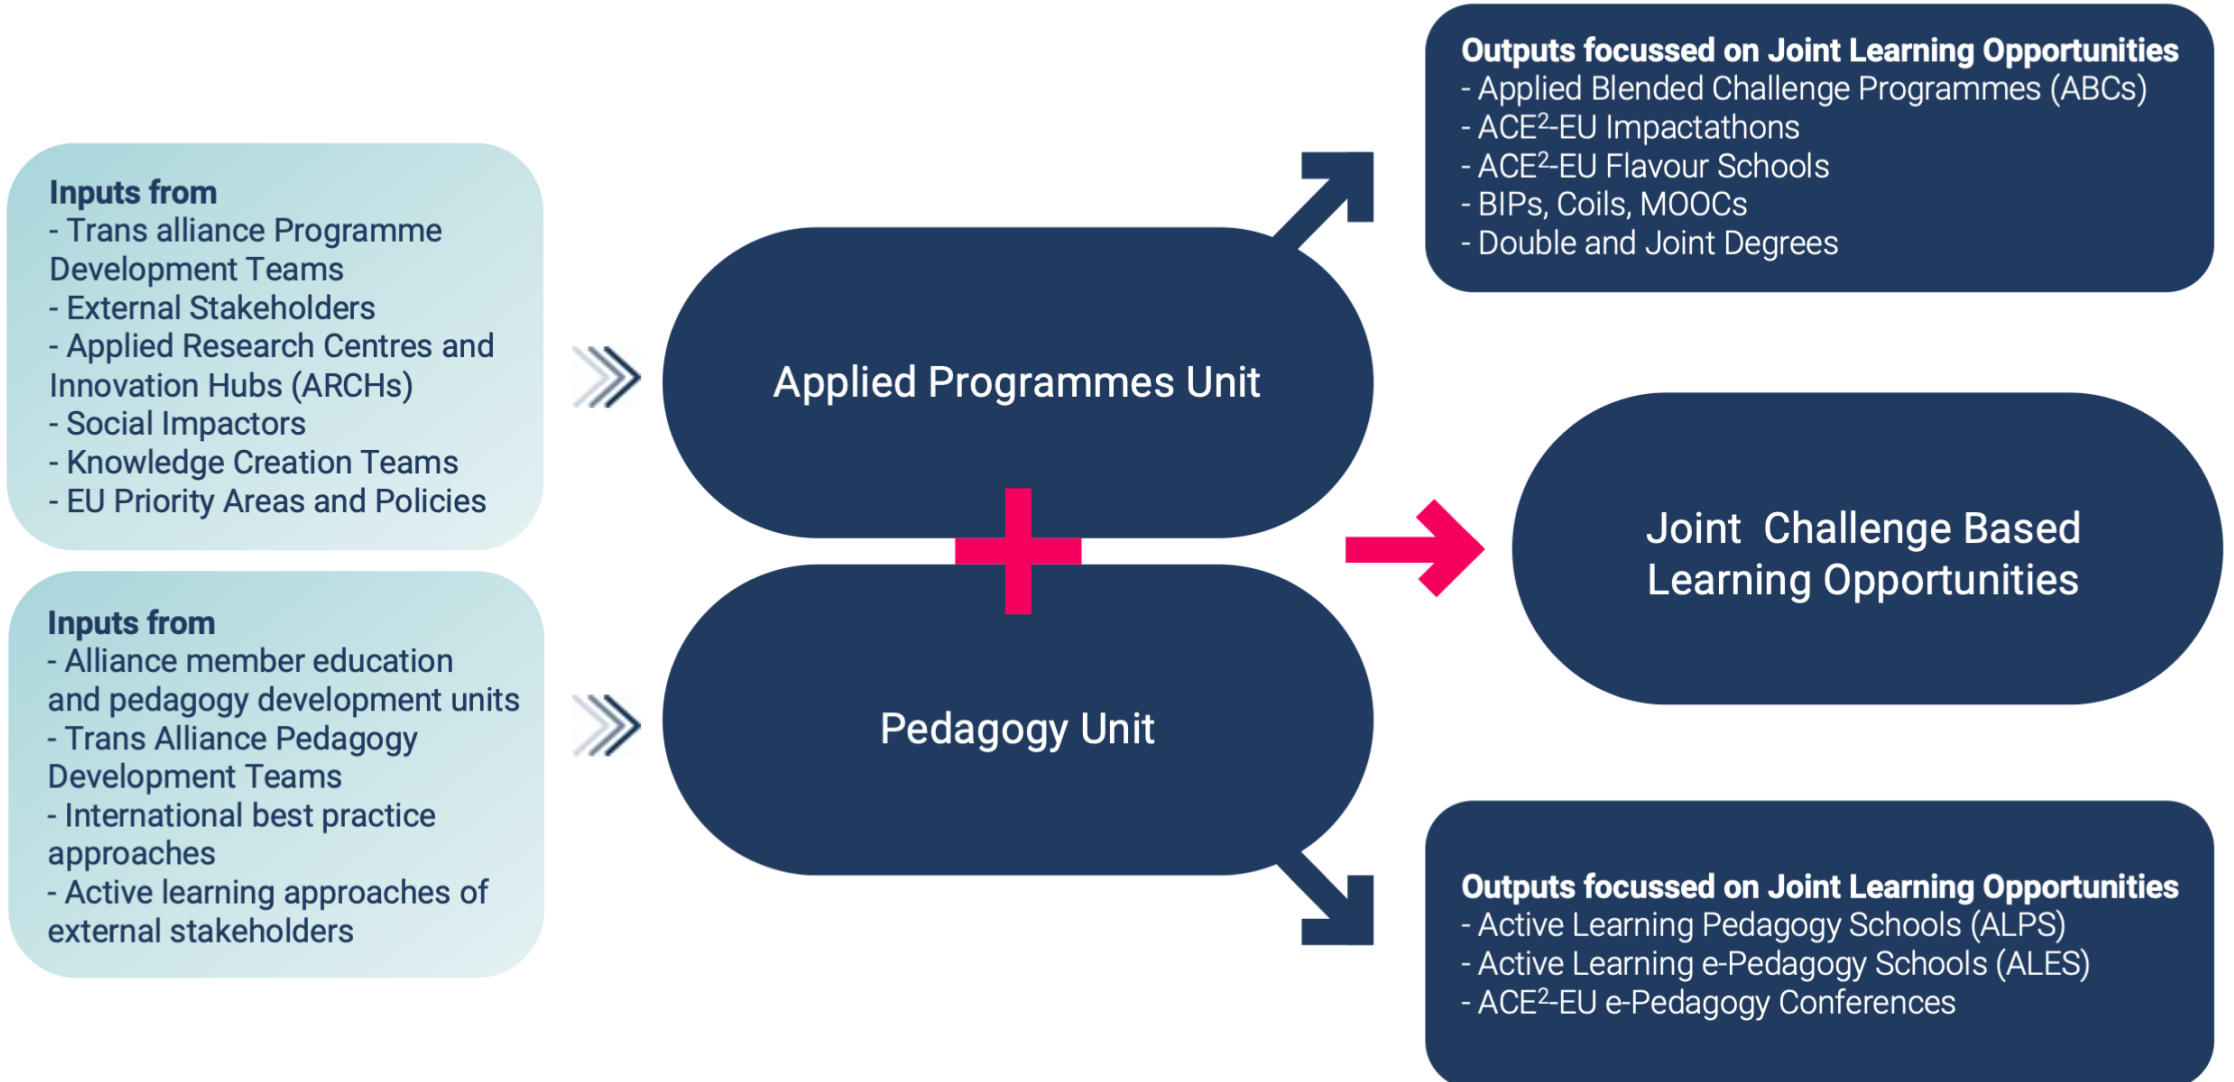 Inputs from
- Trans alliance Programme
Development Teams
- External Stakeholders
- Applied Research Centres and
Innovation Hubs (ARCHs)
- Social Impactors
- Knowledge Creation Teams
- EU Priority Areas and Policies
Inputs from
- Alliance member education
and pedagogy development units
- Trans Alliance Pedagogy
Development Teams
- International best practice
approaches
- Active learning approaches of
external stakeholders
Applied Programmes Unit
Pedagogy Unit
Outputs focussed on Joint Learning Opportunities
- Applied Blended Challenge Programmes (ABCs)
- ACE²-EU Impactathons
- ACE²-EU Flavour Schools
- BIPs, Coils, MOOCs
- Double and Joint Degrees
Joint Challenge Based
Learning Opportunities
Outputs focussed on Joint Learning Opportunities
- Active Learning Pedagogy Schools (ALPS)
- Active Learning e-Pedagogy Schools (ALES)
- ACE²-EU e-Pedagogy Conferences